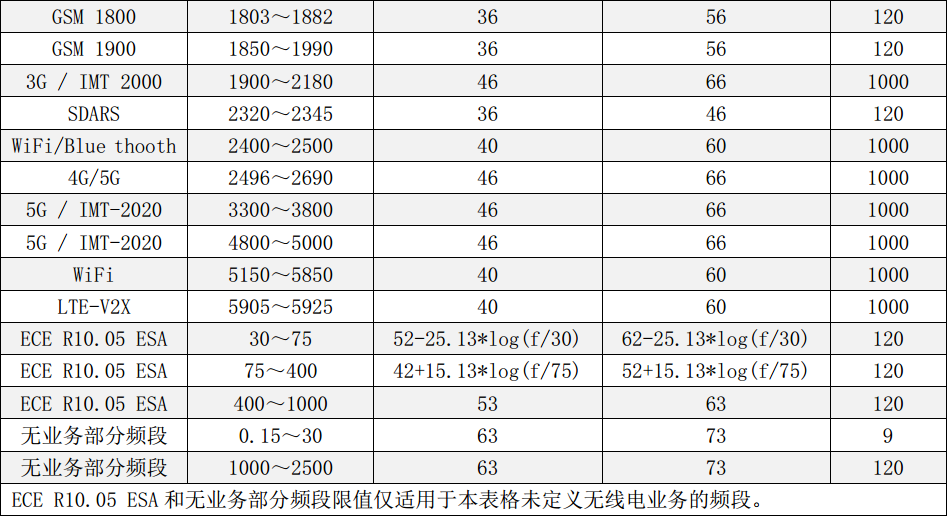 GSM 1800 1803～1882 36 56 120
GSM 1900 1850～1990 36 56 120
3G / IMT 2000 1900～2180 46 66 1000
SDARS 2320～2345 36 46 120
WiFi/Blue thooth 2400～2500 40 60 1000
4G/5G 2496～2690 46 66 1000
5G / IMT-2020 3300～3800 46 66 1000
5G / IMT-2020 4800～5000 46 66 1000
WiFi 5150～5850 40 60 1000
LTE-V2X 5905～5925 40 60 1000
ECE R10.05 ESA 30～75 52-25.13*log(f/30) 62-25.13*log(f/30) 120
ECE R10.05 ESA 75～400 42+15.13*log(f/75) 52+15.13*log(f/75) 120
ECE R10.05 ESA 400～1000 53 63 120
无业务部分频段 0.15～30 63 73 9
无业务部分频段 1000～2500 63 73 120
ECE R10.05 ESA 和无业务部分频段限值仅适用于本表格未定义无线电业务的频段。